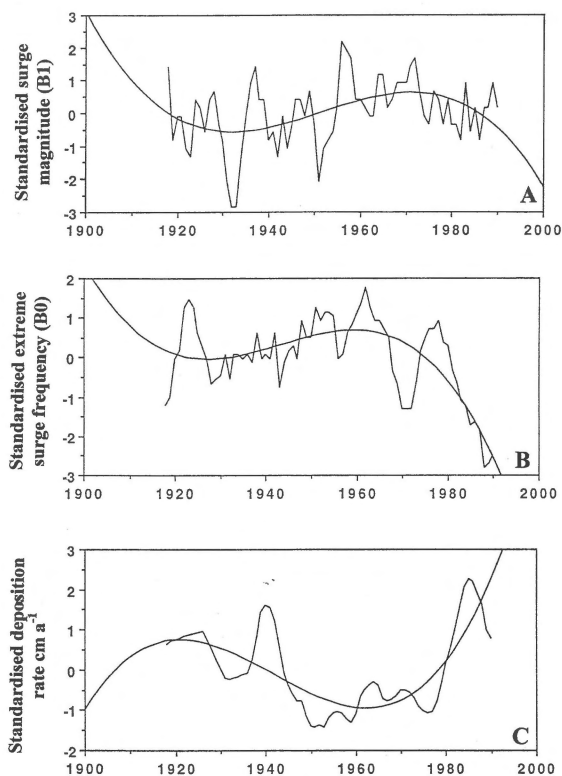 Standardised surge
magnitude (B1)
3
2
1
0
-1
-2
-3
A
1900 1920 1940 1960 1980 2000
Standardised extreme
surge frequency (B0)
2
1
0
-1
-2
-3
B
1900 1920 1940 1960 1980 2000
Standardised deposition
rate cm a-1
3
2
1
0
-1
-2
C
1900 1920 1940 1960 1980 2000